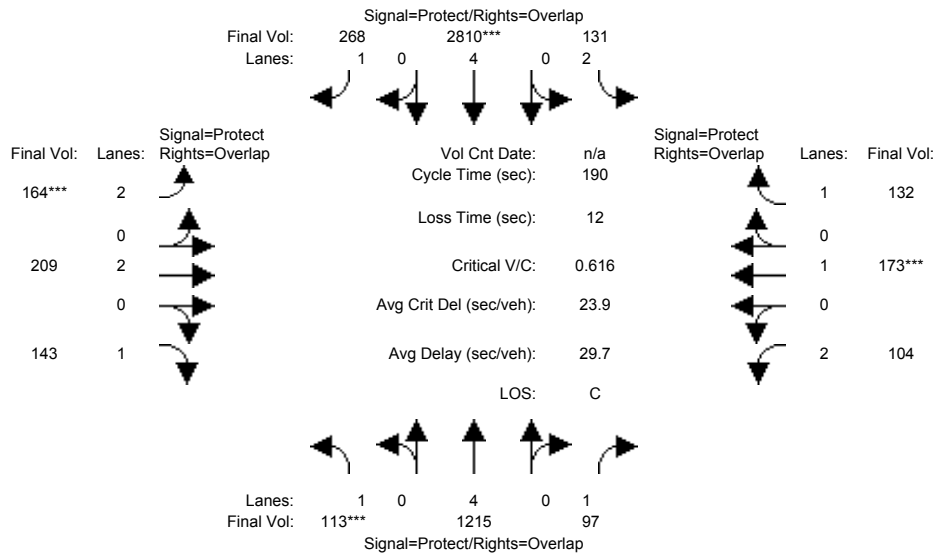 Signal=Protect/Rights=Overlap
Final Vol: 268 2810*** 131
Lanes: 1 0 4 0 2
Signal=Protect Signal=Protect
Final Vol: Lanes: Rights=Overlap Vol Cnt Date: n/a Rights=Overlap Lanes: Final Vol:
Cycle Time (sec): 190
164*** 2 1 132
Loss Time (sec): 12
0 0
209 2 Critical V/C: 0.616 1 173***
0 Avg Crit Del (sec/veh): 23.9 0
143 1 Avg Delay (sec/veh): 29.7 2 104
LOS: C
Lanes: 1 0 4 0 1
Final Vol: 113*** 1215 97
Signal=Protect/Rights=Overlap